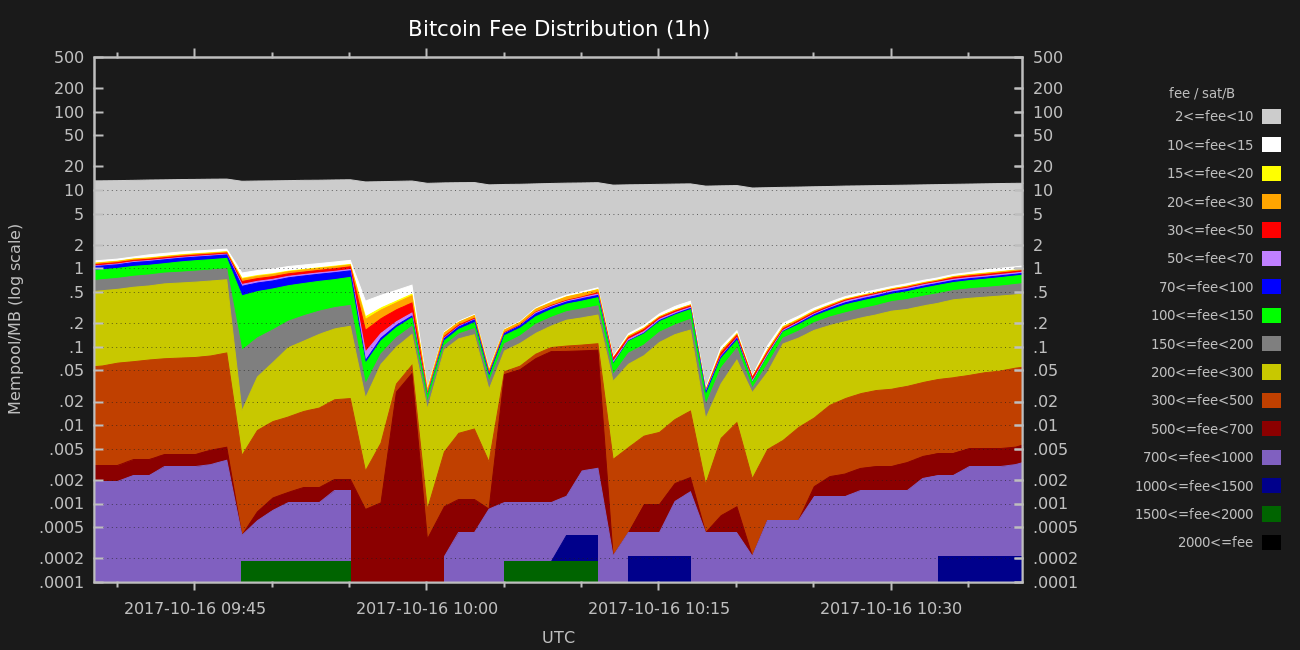 Bitcoin Fee Distribution (1h)
Mempool/MB (log scale)
500
200
100
50
20
10
5
2
1
.5
.2
.1
.05
.02
.01
.005
.002
.001
.0005
.0002
.0001
500
200
100
50
20
10
5
2
1
.5
.2
.1
.05
.02
.01
.005
.002
.001
.0005
.0002
.0001
2017-10-16 09:45
2017-10-16 10:00
2017-10-16 10:15
2017-10-16 10:30
UTC
fee / sat/B
2<=fee<10
10<=fee<15
15<=fee<20
20<=fee<30
30<=fee<50
50<=fee<70
70<=fee<100
100<=fee<150
150<=fee<200
200<=fee<300
300<=fee<500
500<=fee<700
700<=fee<1000
1000<=fee<1500
1500<=fee<2000
2000<=fee